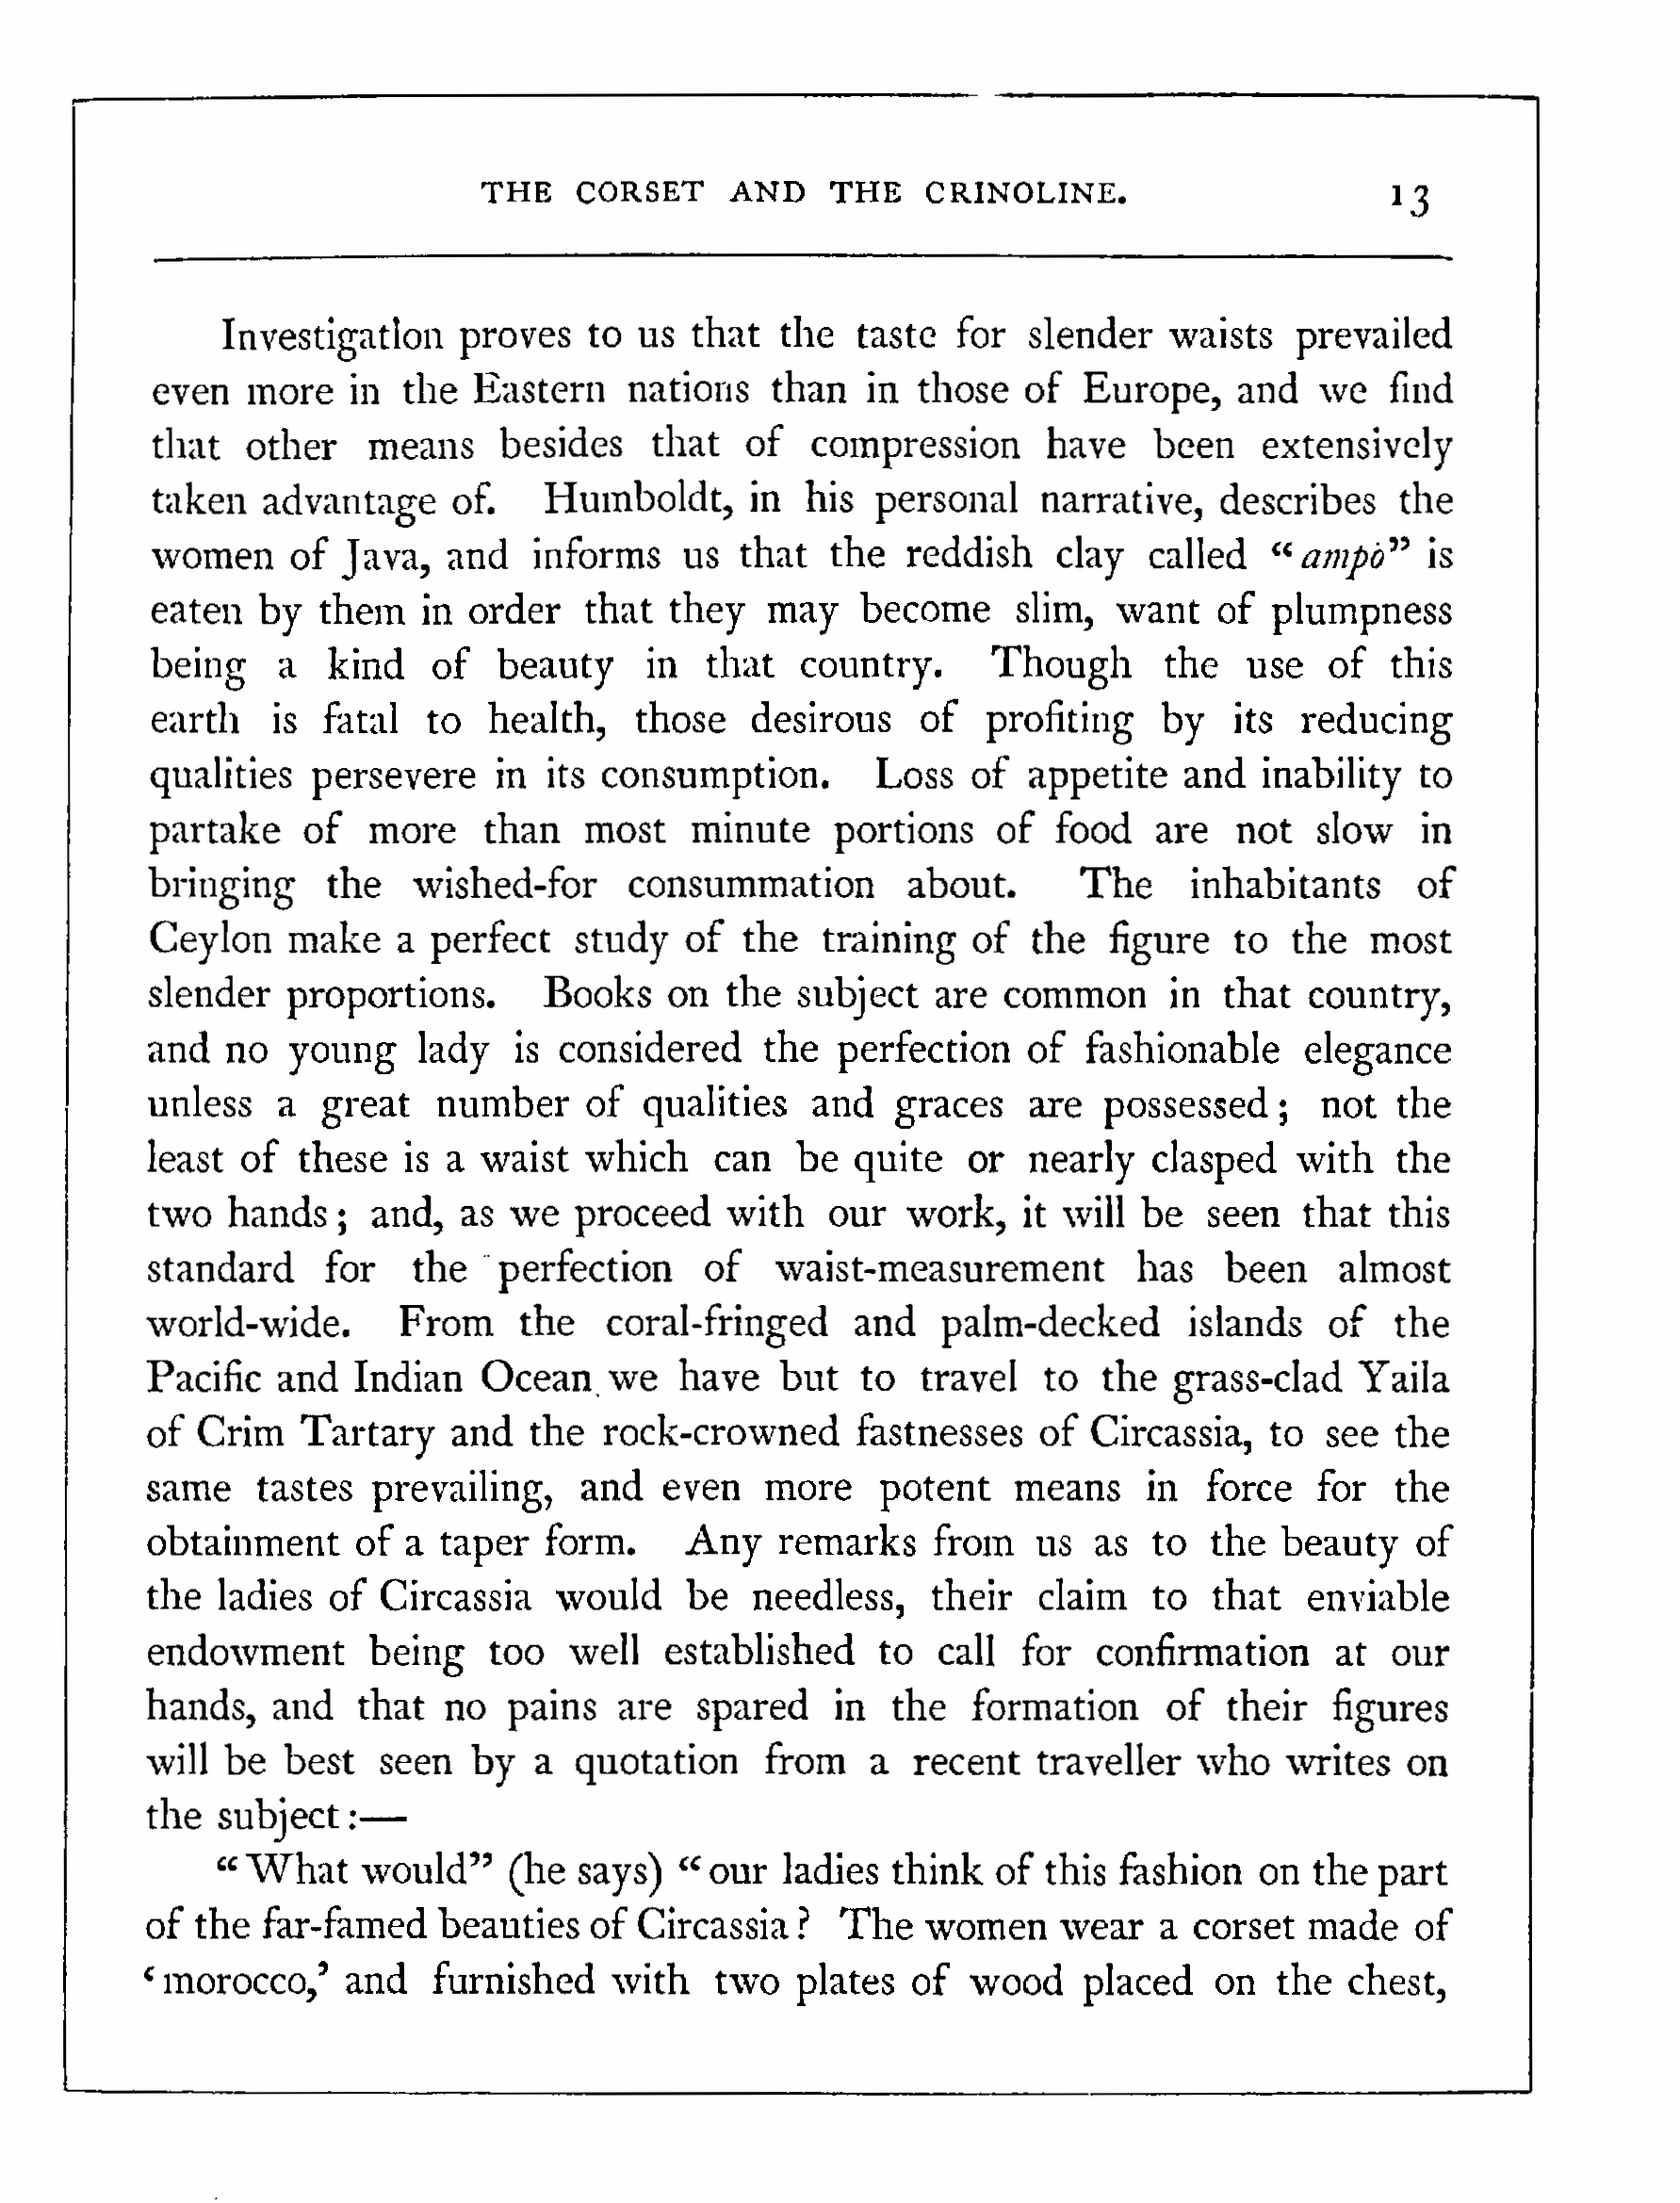 THE CORSET AND THE CRINOLINE. 13
Investigation proves to us that the taste for slender waists prevailed
even more in the Eastern nations than in those of Europe, and we find
that other means besides that of compression have been extensively
taken advantage of. Humboldt, in his personal narrative, describes the
women of Java, and informs us that the reddish clay called “ampò” is
eaten by them in order that they may become slim, want of plumpness
being a kind of beauty in that country. Though the use of this
earth is fatal to health, those desirous of profiting by its reducing
qualities persevere in its consumption. Loss of appetite and inability to
partake of more than most minute portions of food are not slow in
bringing the wished-for consummation about. The inhabitants of
Ceylon make a perfect study of the training of the figure to the most
slender proportions. Books on the subject are common in that country,
and no young lady is considered the perfection of fashionable elegance
unless a great number of qualities and graces are possessed; not the
least of these is a waist which can be quite or nearly clasped with the
two hands; and, as we proceed with our work, it will be seen that this
standard for the perfection of waist-measurement has been almost
world-wide. From the coral-fringed and palm-decked islands of the
Pacific and Indian Ocean we have but to travel to the grass-clad Yaila
of Crim Tartary and the rock-crowned fastnesses of Circassia, to see the
same tastes prevailing, and even more potent means in force for the
obtainment of a taper form. Any remarks from us as to the beauty of
the ladies of Circassia would be needless, their claim to that enviable
endowment being too well established to call for confirmation at our
hands, and that no pains are spared in the formation of their figures
will be best seen by a quotation from a recent traveller who writes on
the subject:—
“What would” (he says) “our ladies think of this fashion on the part
of the far-famed beauties of Circassia? The women wear a corset made of
‘morocco,’ and furnished with two plates of wood placed on the chest,